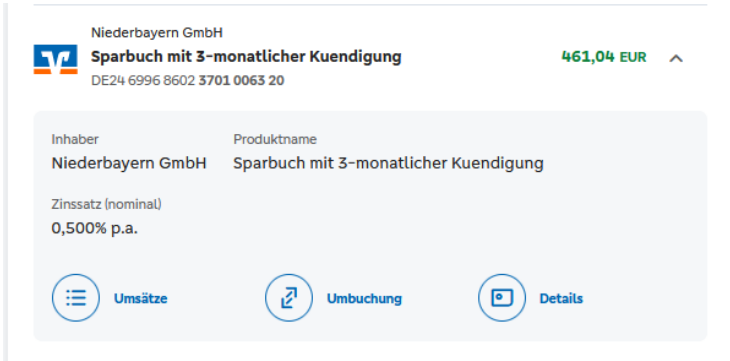 Niederbayern GmbH
Sparbuch mit 3-monatlicher Kuendigung
461,04 EUR
DE24 6996 8602 3701 0063 20
Inhaber
Produktname
Niederbayern GmbH
Sparbuch mit 3-monatlicher Kuendigung
Zinssatz (nominal)
0,500% p.a.
Umsätze
Umbuchung
Details